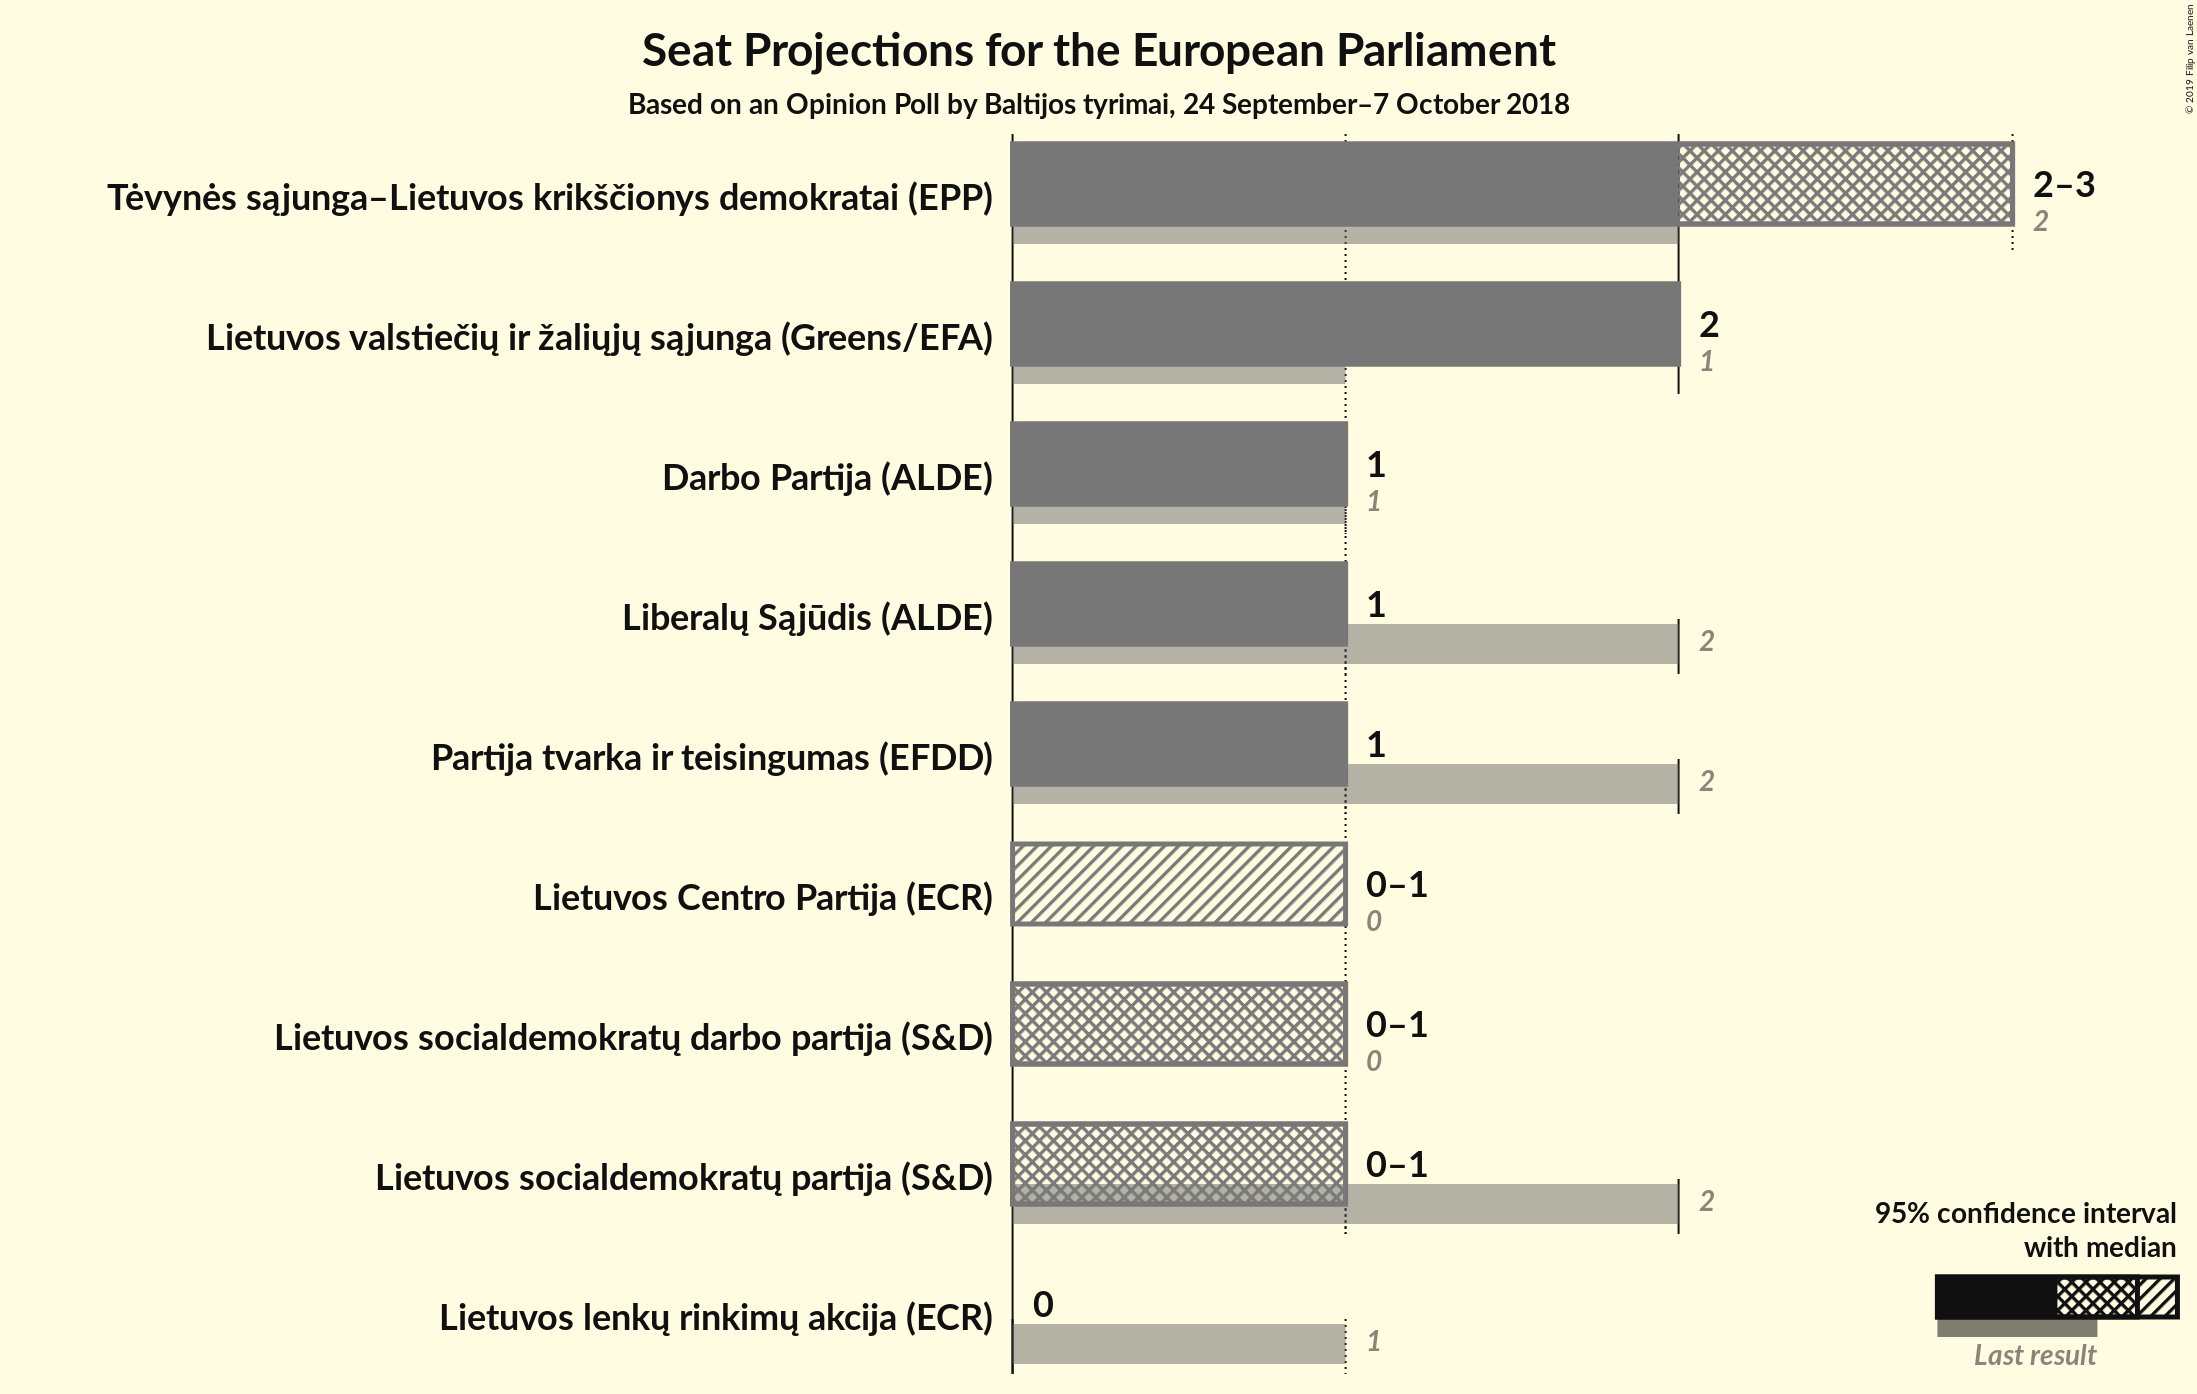 Seat Projections for the European Parliament
Based on an Opinion Poll by Baltijos tyrimai, 24 September–7 October 2018
© 2019 Filip van Laenen
Tėvynės sąjunga–Lietuvos krikščionys demokratai (EPP)
2–3
2
Lietuvos valstiečių ir žaliųjų sąjunga (Greens/EFA)
2
1
Darbo Partija (ALDE)
1
1
Liberalų Sąjūdis (ALDE)
1
2
Partija tvarka ir teisingumas (EFDD)
1
2
Lietuvos Centro Partija (ECR)
0–1
0
Lietuvos socialdemokratų darbo partija (S&D)
0–1
0
Lietuvos socialdemokratų partija (S&D)
0–1
2
Lietuvos lenkų rinkimų akcija (ECR)
0
1
95% confidence interval
with median
Last result